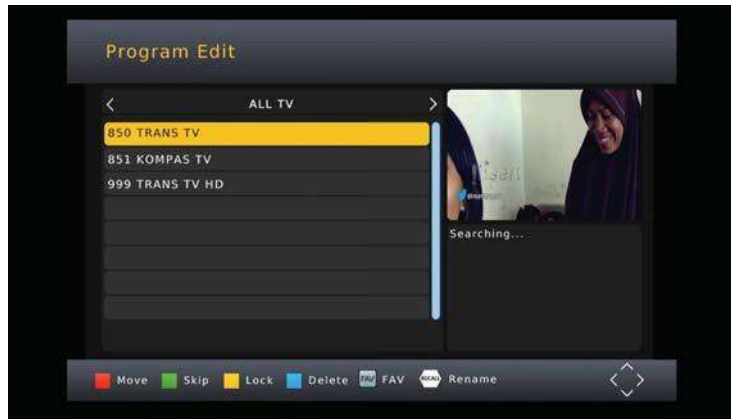 Program Edit
ALL TV
850 TRANS TV
851 KOMPAS TV
999 TRANS TV HD
Searching...
Move Skip Lock Delete FAV FAV RECALL Rename